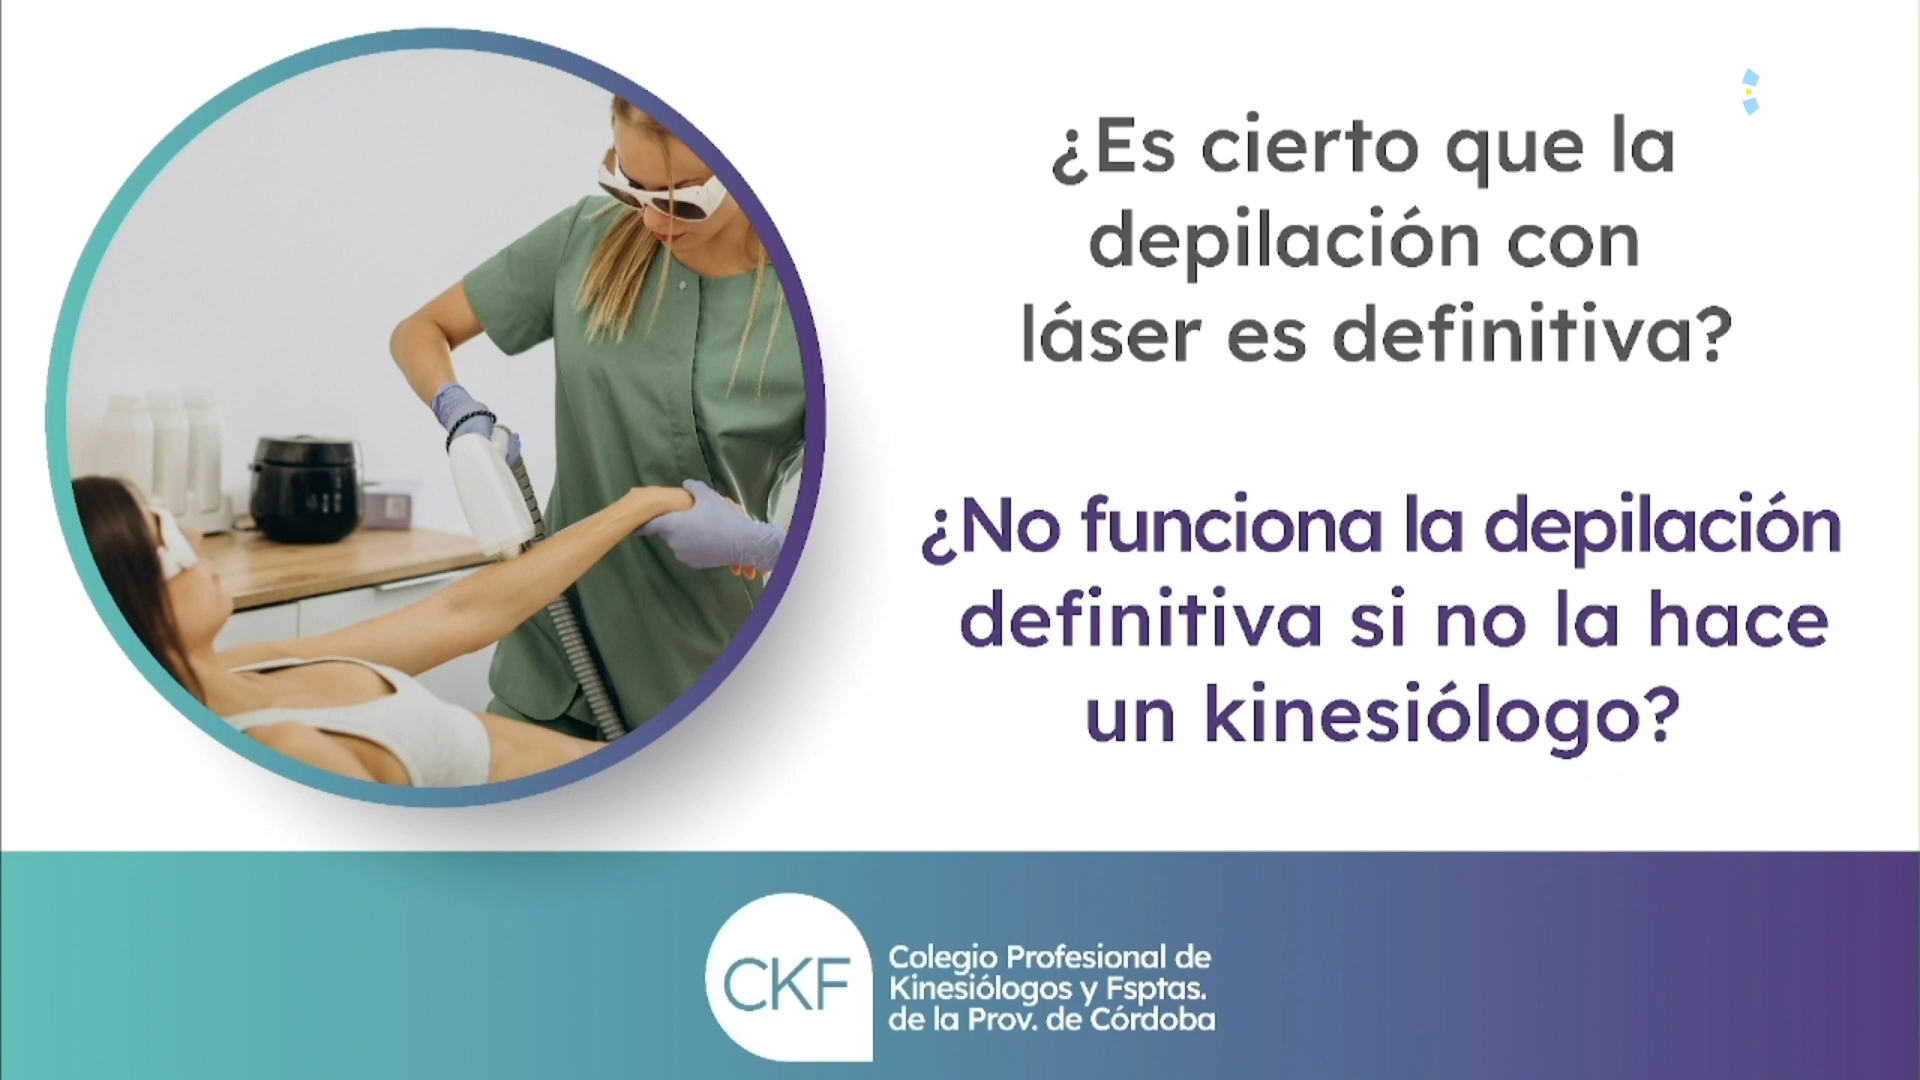 ¿Es cierto que la
depilación con
láser es definitiva?
¿No funciona la depilación
definitiva si no la hace
un kinesiólogo?
CKF
Colegio Profesional de
Kinesiólogos y Fsptas.
de la Prov. de Córdoba